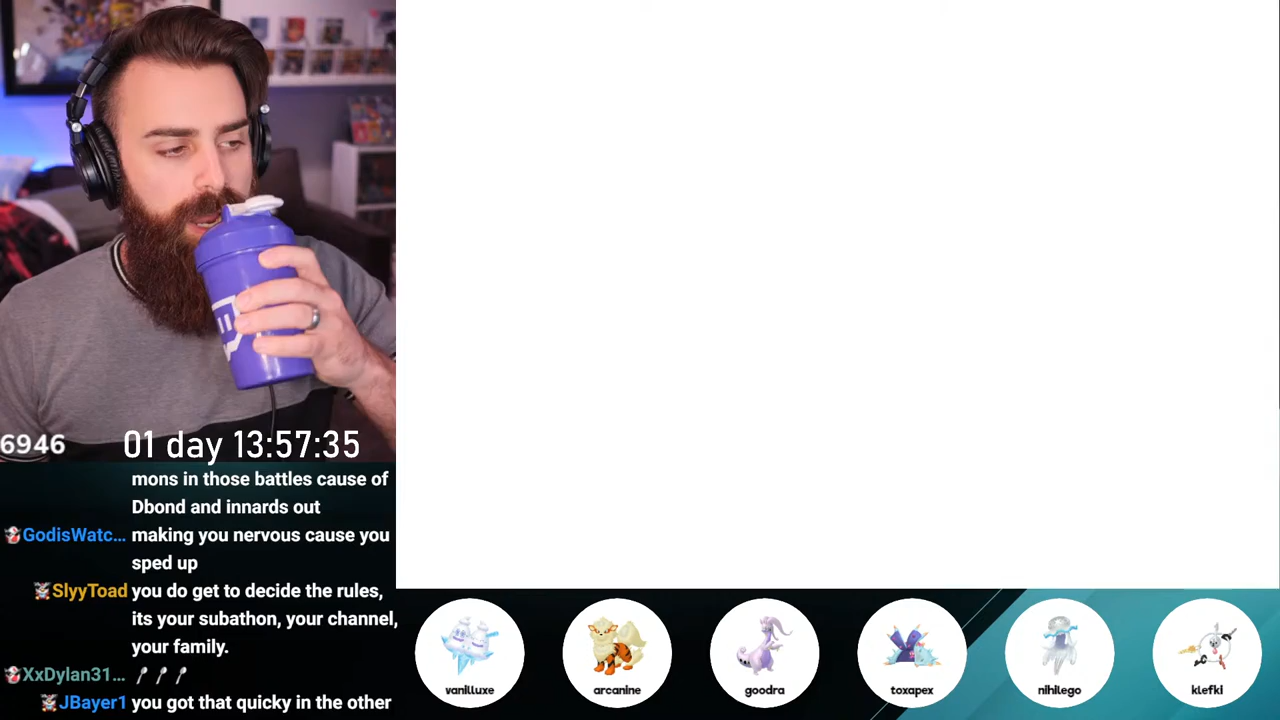 6946
01 day 13:57:35
mons in those battles cause of
Dbond and innards out
GodisWatc... making you nervous cause you
sped up
SlyyToad you do get to decide the rules,
its your subathon, your channel,
your family.
XxDylan31...
JBayer1 you got that quicky in the other
vanilluxe
arcanine
goodra
toxapex
nihilego
klefki